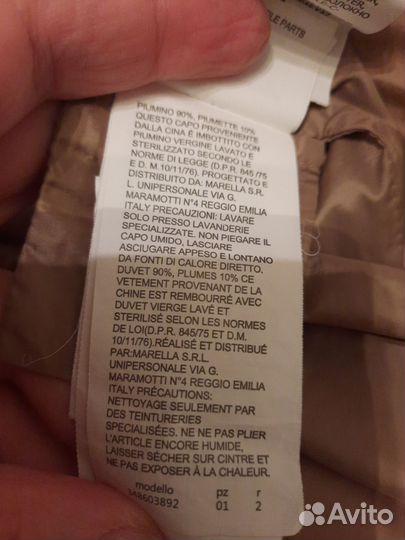 LE PARTS
PIUMINO 90%, PIUMETTE 10%
QUESTO CAPO PROVENIENTE
DALLA CINA È IMBOTTITO CON
PIUMINO VERGINE LAVATO E
STERILIZZATO SECONDO LE
NORME DI LEGGE (D.P.R. 845/75
E 10/11/76). PROGETTATO E
DISTRIBUITO DA: MARELLA S.R.
L. UNIPERSONALE VIA G.
MARAMOTTI N°4 REGGIO EMILIA
ITALY PRECAUZIONI: LAVARE
SOLO PRESSO LAVANDERIE
SPECIALIZZATE. NON PIEGARE IL
CAPO UMIDO, LASCIARE
ASCIUGARE APPESO E LONTANO
DA FONTI DI CALORE DIRETTO.
DUVET 90%, PLUMES 10% CE
VETEMENT PROVENANT DE LA
CHINE EST REMBOURRÉ AVEC
DUVET VIERGE LAVÉ ET
STERILISÉ SELON LES NORMES
DE LOI(D.P.R. 845/75 ET D.M.
10/11/76).RÉALISÉ ET DISTRIBUÉ
PAR:MARELLA S.R.L.
UNIPERSONALE VIA G.
MARAMOTTI N°4 REGGIO EMILIA
ITALY PRÉCAUTIONS:
NETTOYAGE SEULEMENT PAR
DES TEINTURERIES
SPECIALISÉES. NE NE PAS PLIER
L'ARTICLE ENCORE HUMIDE,
LAISSER SÉCHER SUR CINTRE ET
NE PAS EXPOSER À LA CHALEUR.
modello pz r
348603892 01 2
Avito